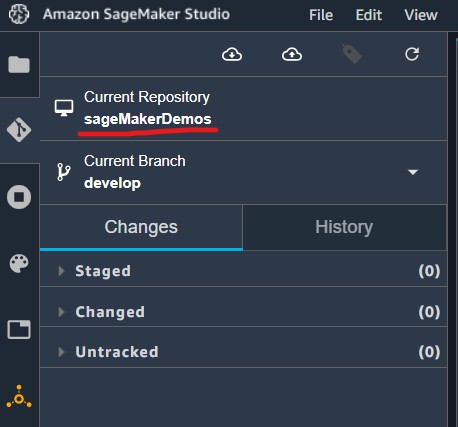 Amazon SageMaker Studio File Edit View
Current Repository
sageMakerDemos
Current Branch
develop
Changes History
Staged (0)
Changed (0)
Untracked (0)